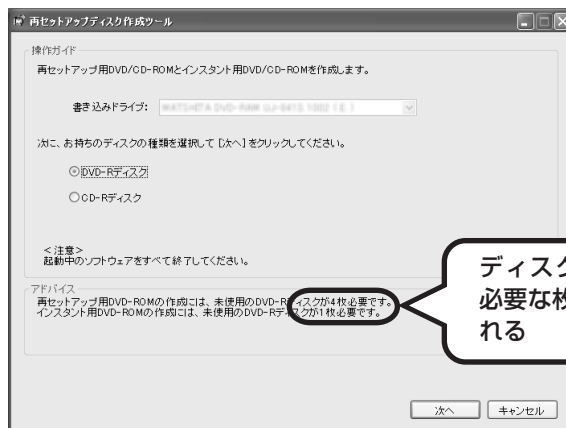 再セットアップディスク作成ツール
操作ガイド
再セットアップ用DVD/CD-ROMとインスタント用DVD/CD-ROMを作成します。
書き込みドライブ:
次に、お持ちのディスクの種類を選択して[次へ]をクリックしてください。
DVD-Rディスク
CD-Rディスク
<注意>
起動中のソフトウェアをすべて終了してください。
アドバイス
再セットアップ用DVD-ROMの作成には、未使用のDVD-Rディスクが4枚必要です。
インスタント用DVD-ROMの作成には、未使用のDVD-Rディスクが1枚必要です。
ディスク
必要な枚
れる
次へ
キャンセル